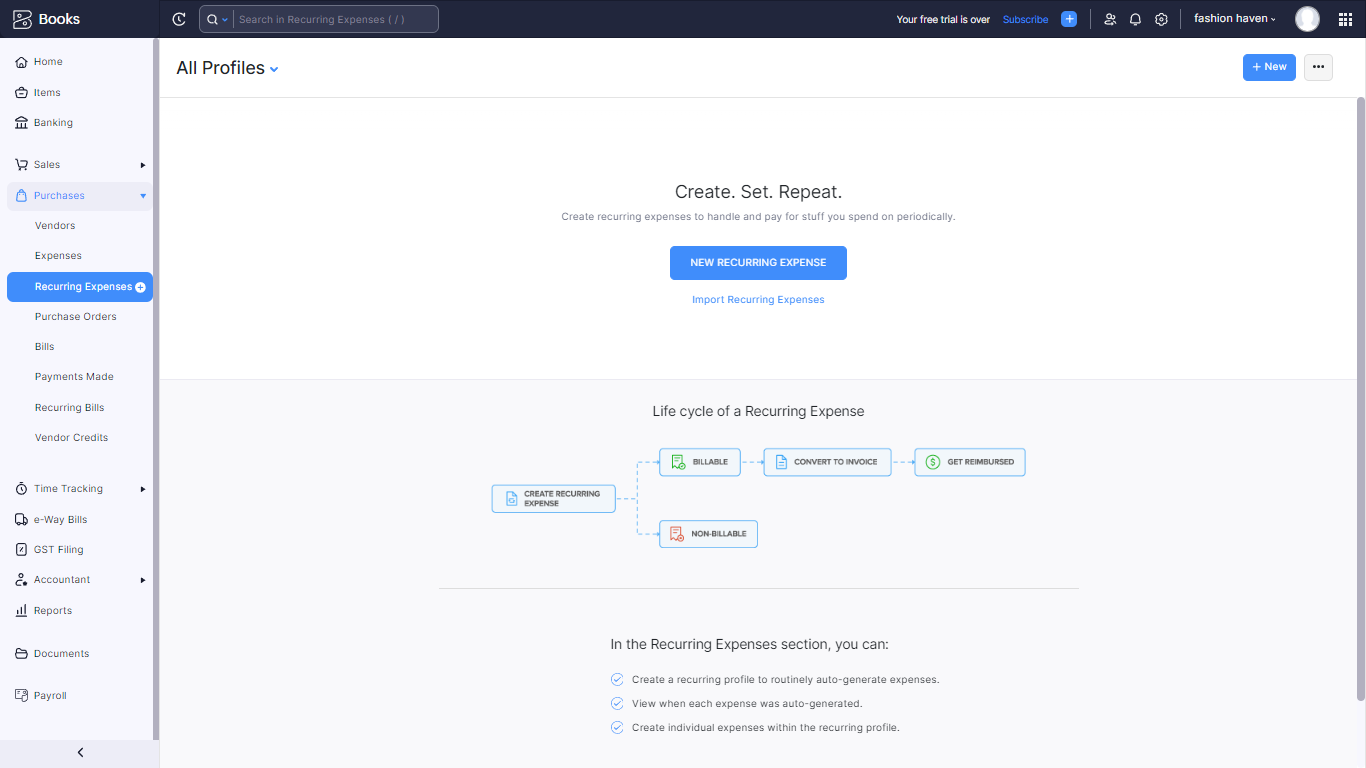 Books
Search in Recurring Expenses ( / )
Your free trial is over
Subscribe
fashion haven
Home
Items
Banking
Sales
Purchases
Vendors
Expenses
Recurring Expenses
Purchase Orders
Bills
Payments Made
Recurring Bills
Vendor Credits
Time Tracking
e-Way Bills
GST Filing
Accountant
Reports
Documents
Payroll
All Profiles
+ New
Create. Set. Repeat.
Create recurring expenses to handle and pay for stuff you spend on periodically.
NEW RECURRING EXPENSE
Import Recurring Expenses
Life cycle of a Recurring Expense
CREATE RECURRING
EXPENSE
BILLABLE
CONVERT TO INVOICE
GET REIMBURSED
NON-BILLABLE
In the Recurring Expenses section, you can:
Create a recurring profile to routinely auto-generate expenses.
View when each expense was auto-generated.
Create individual expenses within the recurring profile.